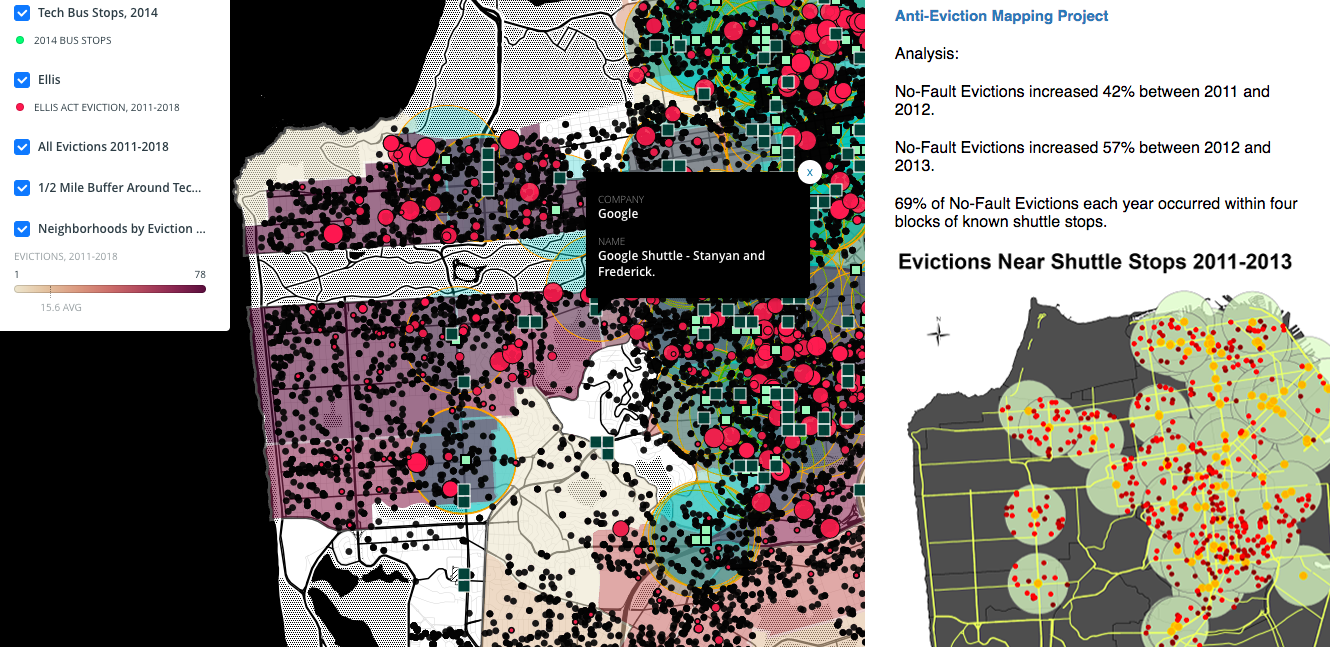 Tech Bus Stops, 2014
2014 BUS STOPS
Ellis
ELLIS ACT EVICTION, 2011-2018
All Evictions 2011-2018
1/2 Mile Buffer Around Tec...
Neighborhoods by Eviction ...
EVICTIONS, 2011-2018
1 78
15.6 AVG
X
COMPANY
Google
NAME
Google Shuttle - Stanyan and
Frederick.
Anti-Eviction Mapping Project
Analysis:
No-Fault Evictions increased 42% between 2011 and
2012.
No-Fault Evictions increased 57% between 2012 and
2013.
69% of No-Fault Evictions each year occurred within four
blocks of known shuttle stops.
Evictions Near Shuttle Stops 2011-2013
N